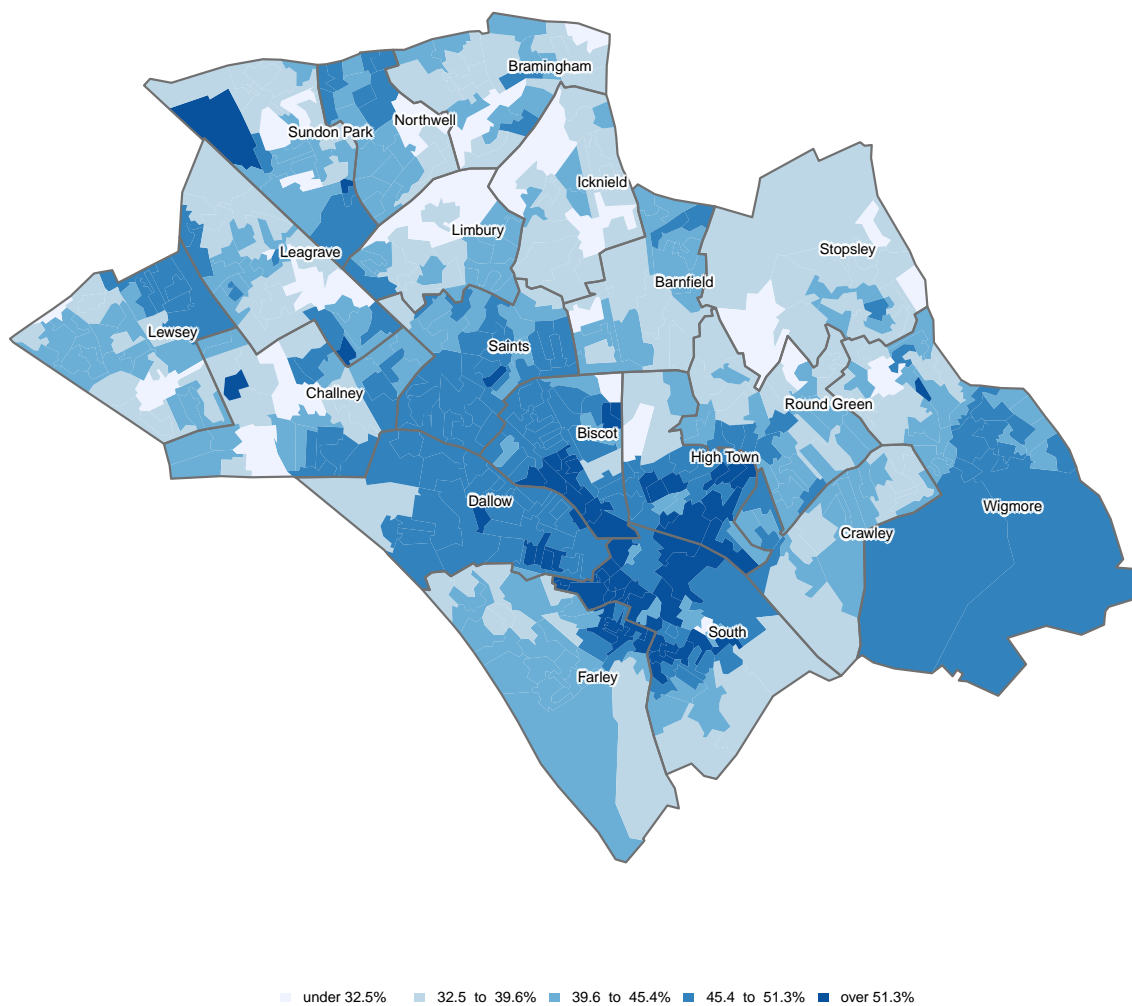 Bramingham
Northwell
Sundon Park
Icknield
Limbury
Stopsley
Leagrave
Barnfield
Lewsey
Saints
Challney
Round Green
Biscot
High Town
Dallow
Wigmore
Crawley
South
Farley
under 32.5% 32.5 to 39.6% 39.6 to 45.4% 45.4 to 51.3% over 51.3%